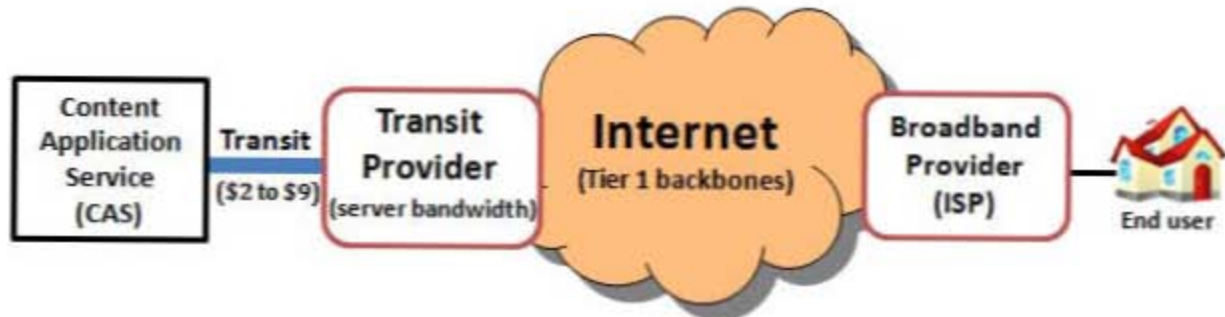 Content
Application
Service
(CAS)
Transit
($2 to $9)
Transit
Provider
(server bandwidth)
Internet
(Tier 1 backbones)
Broadband
Provider
(ISP)
End user